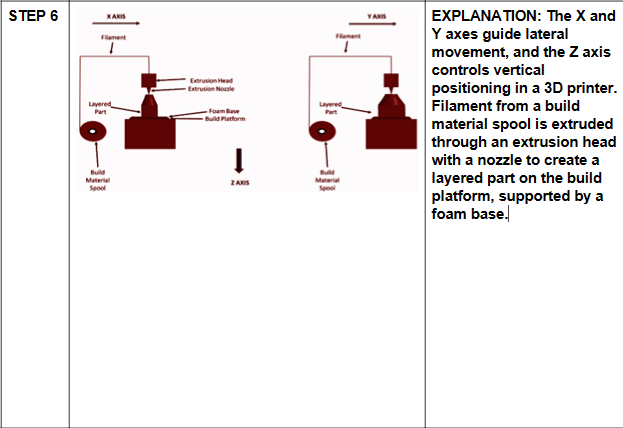 STEP 6
X AXIS
Filament
Extrusion Head
Extrusion Nozzle
Layered
Part
Foam Base
Build Platform
Build
Material
Spool
Z AXIS
Y AXIS
Filament
Layered
Part
Build
Material
Spool
EXPLANATION: The X and
Y axes guide lateral
movement, and the Z axis
controls vertical
positioning in a 3D printer.
Filament from a build
material spool is extruded
through an extrusion head
with a nozzle to create a
layered part on the build
platform, supported by a
foam base.